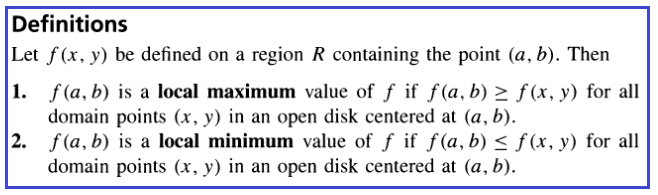 Definitions
Let f(x, y) be defined on a region R containing the point (a, b). Then
1. f(a, b) is a local maximum value of f if f(a, b) ≥ f(x, y) for all
domain points (x, y) in an open disk centered at (a, b).
2. f(a, b) is a local minimum value of f if f(a, b) ≤ f(x, y) for all
domain points (x, y) in an open disk centered at (a, b).